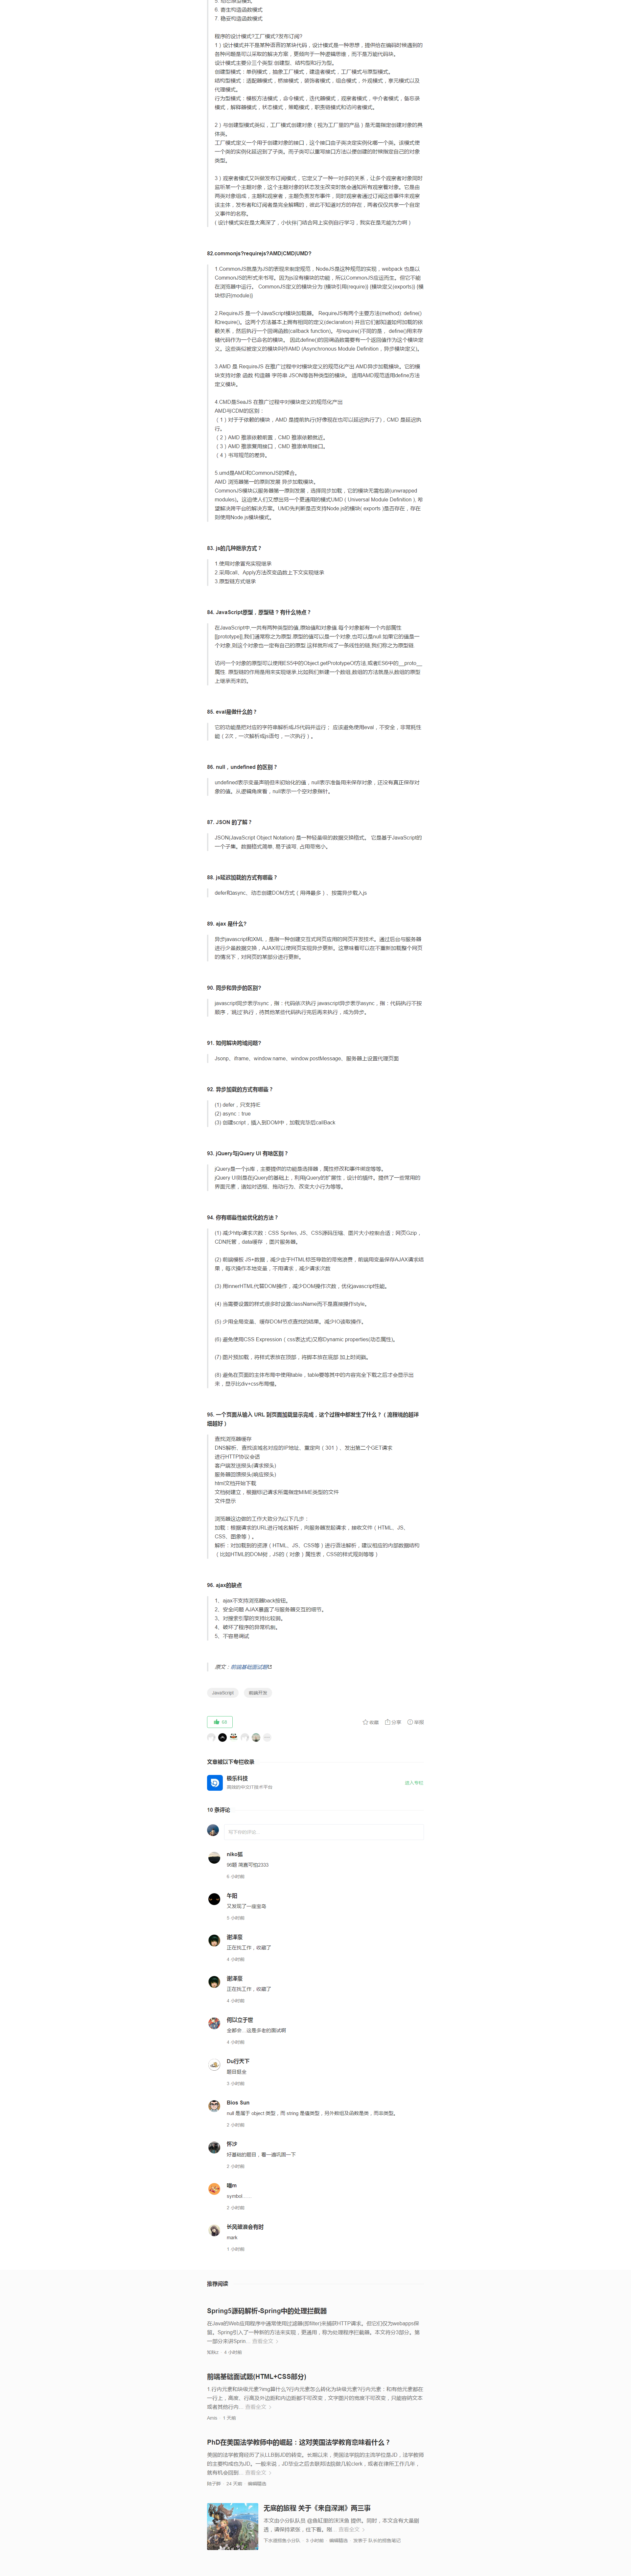 6. 寄生构造函数模式
7. 稳妥构造函数模式
程序的设计模式?工厂模式?发布订阅?
1）设计模式并不是某种语言的某块代码，设计模式是一种思想，提供给在编码时候遇到的
各种问题是可以采取的解决方案，更倾向于一种逻辑思维，而不是万能代码块。
设计模式主要分三个类型:创建型、结构型和行为型。
创建型模式：单例模式，抽象工厂模式，建造者模式，工厂模式与原型模式。
结构型模式：适配器模式，桥接模式，装饰者模式，组合模式，外观模式，享元模式以及
代理模式。
行为型模式：模板方法模式，命令模式，迭代器模式，观察者模式，中介者模式，备忘录
模式，解释器模式，状态模式，策略模式，职责链模式和访问者模式。
2）与创建型模式类似，工厂模式创建对象（视为工厂里的产品）是无需指定创建对象的具
体类。
工厂模式定义一个用于创建对象的接口，这个接口由子类决定实例化哪一个类。该模式使
一个类的实例化延迟到了子类。而子类可以重写接口方法以便创建的时候指定自己的对象
类型。
3）观察者模式又叫做发布订阅模式，它定义了一种一对多的关系，让多个观察者对象同时
监听某一个主题对象，这个主题对象的状态发生改变时就会通知所有观察着对象。它是由
两类对象组成，主题和观察者，主题负责发布事件，同时观察者通过订阅这些事件来观察
该主体，发布者和订阅者是完全解耦的，彼此不知道对方的存在，两者仅仅共享一个自定
义事件的名称。
( 设计模式实在是太高深了，小伙伴门结合网上实例自行学习，我实在是无能为力啊 )
82.commonjs?requirejs?AMD|CMD|UMD?
1.CommonJS就是为JS的表现来制定规范，NodeJS是这种规范的实现，webpack 也是以
CommonJS的形式来书写。因为js没有模块的功能，所以CommonJS应运而生。但它不能
在浏览器中运行。 CommonJS定义的模块分为:{模块引用(require)} {模块定义(exports)} {模
块标识(module)}
2.RequireJS 是一个JavaScript模块加载器。 RequireJS有两个主要方法(method): define()
和require()。这两个方法基本上拥有相同的定义(declaration) 并且它们都知道如何加载的依
赖关系，然后执行一个回调函数(callback function)。与require()不同的是， define()用来存
储代码作为一个已命名的模块。 因此define()的回调函数需要有一个返回值作为这个模块定
义。这些类似被定义的模块叫作AMD (Asynchronous Module Definition，异步模块定义)。
3.AMD 是 RequireJS 在推广过程中对模块定义的规范化产出 AMD异步加载模块。它的模
块支持对象 函数 构造器 字符串 JSON等各种类型的模块。 适用AMD规范适用define方法
定义模块。
4.CMD是SeaJS 在推广过程中对模块定义的规范化产出
AMD与CDM的区别：
（1）对于于依赖的模块，AMD 是提前执行(好像现在也可以延迟执行了)，CMD 是延迟执
行。
（2）AMD 推崇依赖前置，CMD 推崇依赖就近。
（3）AMD 推崇复用接口，CMD 推崇单用接口。
（4）书写规范的差异。
5.umd是AMD和CommonJS的糅合。
AMD 浏览器第一的原则发展 异步加载模块。
CommonJS模块以服务器第一原则发展，选择同步加载，它的模块无需包装(unwrapped
modules)。这迫使人们又想出另一个更通用的模式UMD ( Universal Module Definition ), 希
望解决跨平台的解决方案。UMD先判断是否支持Node.js的模块( exports )是否存在，存在
则使用Node.js模块模式。
83. js的几种继承方式？
1.使用对象冒充实现继承
2.采用call、Apply方法改变函数上下文实现继承
3.原型链方式继承
84. JavaScript原型，原型链 ? 有什么特点？
在JavaScript中,一共有两种类型的值,原始值和对象值.每个对象都有一个内部属性
[[prototype]],我们通常称之为原型.原型的值可以是一个对象,也可以是null.如果它的值是一
个对象,则这个对象也一定有自己的原型.这样就形成了一条线性的链,我们称之为原型链.
访问一个对象的原型可以使用ES5中的Object.getPrototypeOf方法,或者ES6中的__proto__
属性. 原型链的作用是用来实现继承,比如我们新建一个数组,数组的方法就是从数组的原型
上继承而来的。
85. eval是做什么的？
它的功能是把对应的字符串解析成JS代码并运行； 应该避免使用eval，不安全，非常耗性
能（2次，一次解析成js语句，一次执行）。
86. null，undefined 的区别？
undefined表示变量声明但未初始化的值，null表示准备用来保存对象，还没有真正保存对
象的值。从逻辑角度看，null表示一个空对象指针。
87. JSON 的了解？
JSON(JavaScript Object Notation) 是一种轻量级的数据交换格式。 它是基于JavaScript的
一个子集。数据格式简单, 易于读写, 占用带宽小。
88. js延迟加载的方式有哪些？
defer和async、动态创建DOM方式（用得最多）、按需异步载入js
89. ajax 是什么?
异步javascript和XML，是指一种创建交互式网页应用的网页开发技术。通过后台与服务器
进行少量数据交换，AJAX可以使网页实现异步更新。这意味着可以在不重新加载整个网页
的情况下，对网页的某部分进行更新。
90. 同步和异步的区别?
javascript同步表示sync，指：代码依次执行 javascript异步表示async，指：代码执行不按
顺序，‘跳过’执行，待其他某些代码执行完后再来执行，成为异步。
91. 如何解决跨域问题?
Jsonp、iframe、window.name、window.postMessage、服务器上设置代理页面
92. 异步加载的方式有哪些？
(1) defer，只支持IE
(2) async：true
(3) 创建script，插入到DOM中，加载完毕后callBack
93. jQuery与jQuery UI 有啥区别？
jQuery是一个js库，主要提供的功能是选择器，属性修改和事件绑定等等。
jQuery UI则是在jQuery的基础上，利用jQuery的扩展性，设计的插件。提供了一些常用的
界面元素，诸如对话框、拖动行为、改变大小行为等等。
94. 你有哪些性能优化的方法？
(1) 减少http请求次数：CSS Sprites, JS、CSS源码压缩、图片大小控制合适；网页Gzip，
CDN托管，data缓存 ，图片服务器。
(2) 前端模板 JS+数据，减少由于HTML标签导致的带宽浪费，前端用变量保存AJAX请求结
果，每次操作本地变量，不用请求，减少请求次数
(3) 用innerHTML代替DOM操作，减少DOM操作次数，优化javascript性能。
(4) 当需要设置的样式很多时设置className而不是直接操作style。
(5) 少用全局变量、缓存DOM节点查找的结果。减少IO读取操作。
(6) 避免使用CSS Expression（css表达式)又称Dynamic properties(动态属性)。
(7) 图片预加载，将样式表放在顶部，将脚本放在底部 加上时间戳。
(8) 避免在页面的主体布局中使用table，table要等其中的内容完全下载之后才会显示出
来，显示比div+css布局慢。
95. 一个页面从输入 URL 到页面加载显示完成，这个过程中都发生了什么？（流程说的越详
细越好）
查找浏览器缓存
DNS解析、查找该域名对应的IP地址、重定向（301）、发出第二个GET请求
进行HTTP协议会话
客户端发送报头(请求报头)
服务器回馈报头(响应报头)
html文档开始下载
文档树建立，根据标记请求所需指定MIME类型的文件
文件显示
浏览器这边做的工作大致分为以下几步：
加载：根据请求的URL进行域名解析，向服务器发起请求，接收文件（HTML、JS、
CSS、图象等）。
解析：对加载到的资源（HTML、JS、CSS等）进行语法解析，建议相应的内部数据结构
（比如HTML的DOM树，JS的（对象）属性表，CSS的样式规则等等）
96. ajax的缺点
1、ajax不支持浏览器back按钮。
2、安全问题 AJAX暴露了与服务器交互的细节。
3、对搜索引擎的支持比较弱。
4、破坏了程序的异常机制。
5、不容易调试
原文：前端基础面试题
JavaScript 前端开发
收藏 分享 举报
文章被以下专栏收录
极乐科技
进入专栏
10 条评论
写下你的评论...
niko狐
96题 简直可怕2333
6 小时前
午阳
又发现了一座宝岛
5 小时前
谢泽豪
正在找工作，收藏了
4 小时前
谢泽豪
正在找工作，收藏了
4 小时前
何以立于世
全都会...这是多老的面试啊
4 小时前
Du行天下
题目挺全
3 小时前
Bios Sun
null 是属于 object 类型，而 string 是值类型，另外数组及函数是类，而非类型。
2 小时前
怀沙
好基础的题目，看一遍巩固一下
2 小时前
喵m
symbol……
2 小时前
长风破浪会有时
mark
1 小时前
推荐阅读
Spring5源码解析-Spring中的处理拦截器
在Java的Web应用程序中通常使用过滤器(即filter)来捕获HTTP请求。但它们仅为webapps保
留。Spring引入了一种新的方法来实现，更通用，称为处理程序拦截器。本文将分3部分。第
一部分来讲Sprin… 查看全文
知秋z · 4 小时前
前端基础面试题(HTML+CSS部分)
1.行内元素和块级元素?img算什么?行内元素怎么转化为块级元素?行内元素：和有他元素都在
一行上，高度、行高及外边距和内边距都不可改变，文字图片的宽度不可改变，只能容纳文本
或者其他行内… 查看全文
Aima · 1 天前
PhD在美国法学教师中的崛起：这对美国法学教育意味着什么？
美国的法学教育经历了从LLB到JD的转变。长期以来，美国法学院的主流学位是JD，法学教师
的主要构成也为JD。一般来说，JD毕业之后去联邦法院做几轮clerk，或者在律所工作几年，
就有机会回到… 查看全文
24 天前 · 编辑精选
无底的旅程 关于《来自深渊》两三事